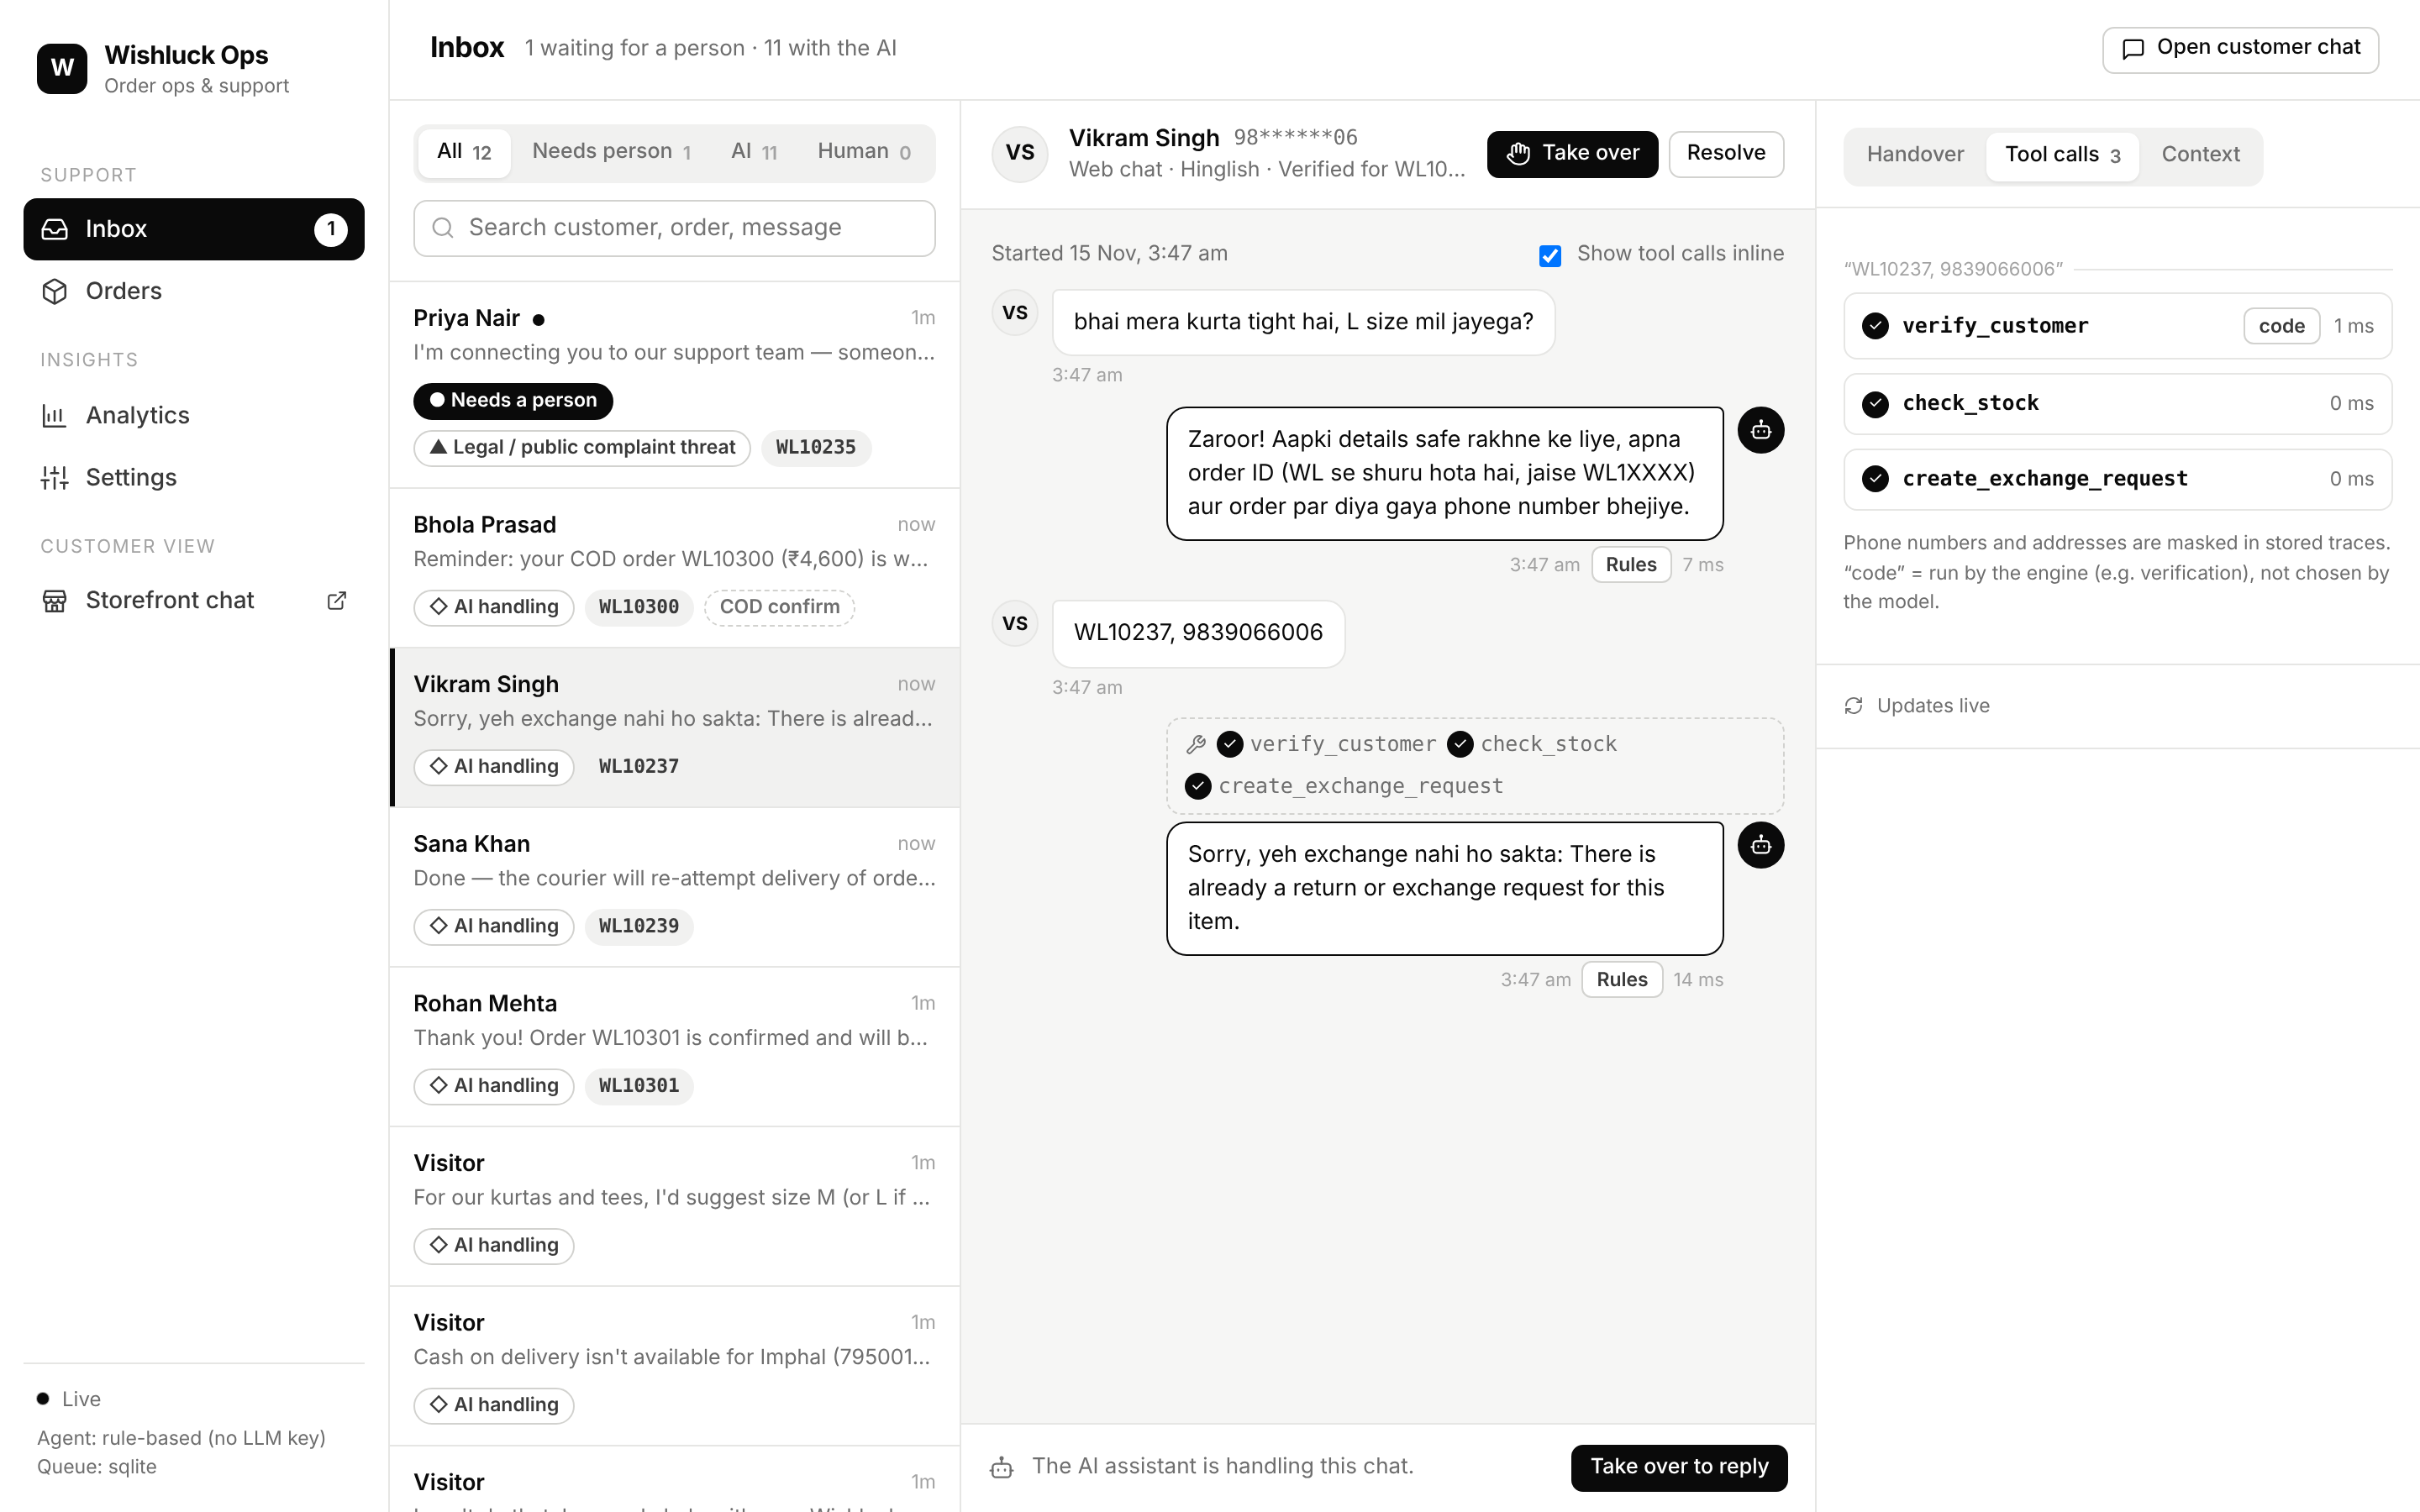 W
Wishluck Ops
Order ops & support
SUPPORT
Inbox 1
Orders
INSIGHTS
Analytics
Settings
CUSTOMER VIEW
Storefront chat
Live
Agent: rule-based (no LLM key)
Queue: sqlite
Inbox 1 waiting for a person · 11 with the AI
Open customer chat
All 12 Needs person 1 AI 11 Human 0
Search customer, order, message
Priya Nair 1m
I'm connecting you to our support team — someon...
Needs a person
Legal / public complaint threat WL10235
Bhola Prasad now
Reminder: your COD order WL10300 (₹4,600) is w...
AI handling WL10300 COD confirm
Vikram Singh now
Sorry, yeh exchange nahi ho sakta: There is alread...
AI handling WL10237
Sana Khan now
Done — the courier will re-attempt delivery of orde...
AI handling WL10239
Rohan Mehta 1m
Thank you! Order WL10301 is confirmed and will b...
AI handling WL10301
Visitor 1m
For our kurtas and tees, I'd suggest size M (or L if ...
AI handling
Visitor 1m
Cash on delivery isn't available for Imphal (795001...
AI handling
Visitor 1m
VS
Vikram Singh 98******06
Web chat · Hinglish · Verified for WL10...
Take over
Resolve
Started 15 Nov, 3:47 am
Show tool calls inline
VS
bhai mera kurta tight hai, L size mil jayega?
3:47 am
Zaroor! Aapki details safe rakhne ke liye, apna
order ID (WL se shuru hota hai, jaise WL1XXXX)
aur order par diya gaya phone number bhejiye.
3:47 am Rules 7 ms
VS
WL10237, 9839066006
3:47 am
verify_customer check_stock
create_exchange_request
Sorry, yeh exchange nahi ho sakta: There is
already a return or exchange request for this
item.
3:47 am Rules 14 ms
The AI assistant is handling this chat.
Take over to reply
Handover Tool calls 3 Context
“WL10237, 9839066006”
verify_customer code 1 ms
check_stock 0 ms
create_exchange_request 0 ms
Phone numbers and addresses are masked in stored traces.
“code” = run by the engine (e.g. verification), not chosen by
the model.
Updates live